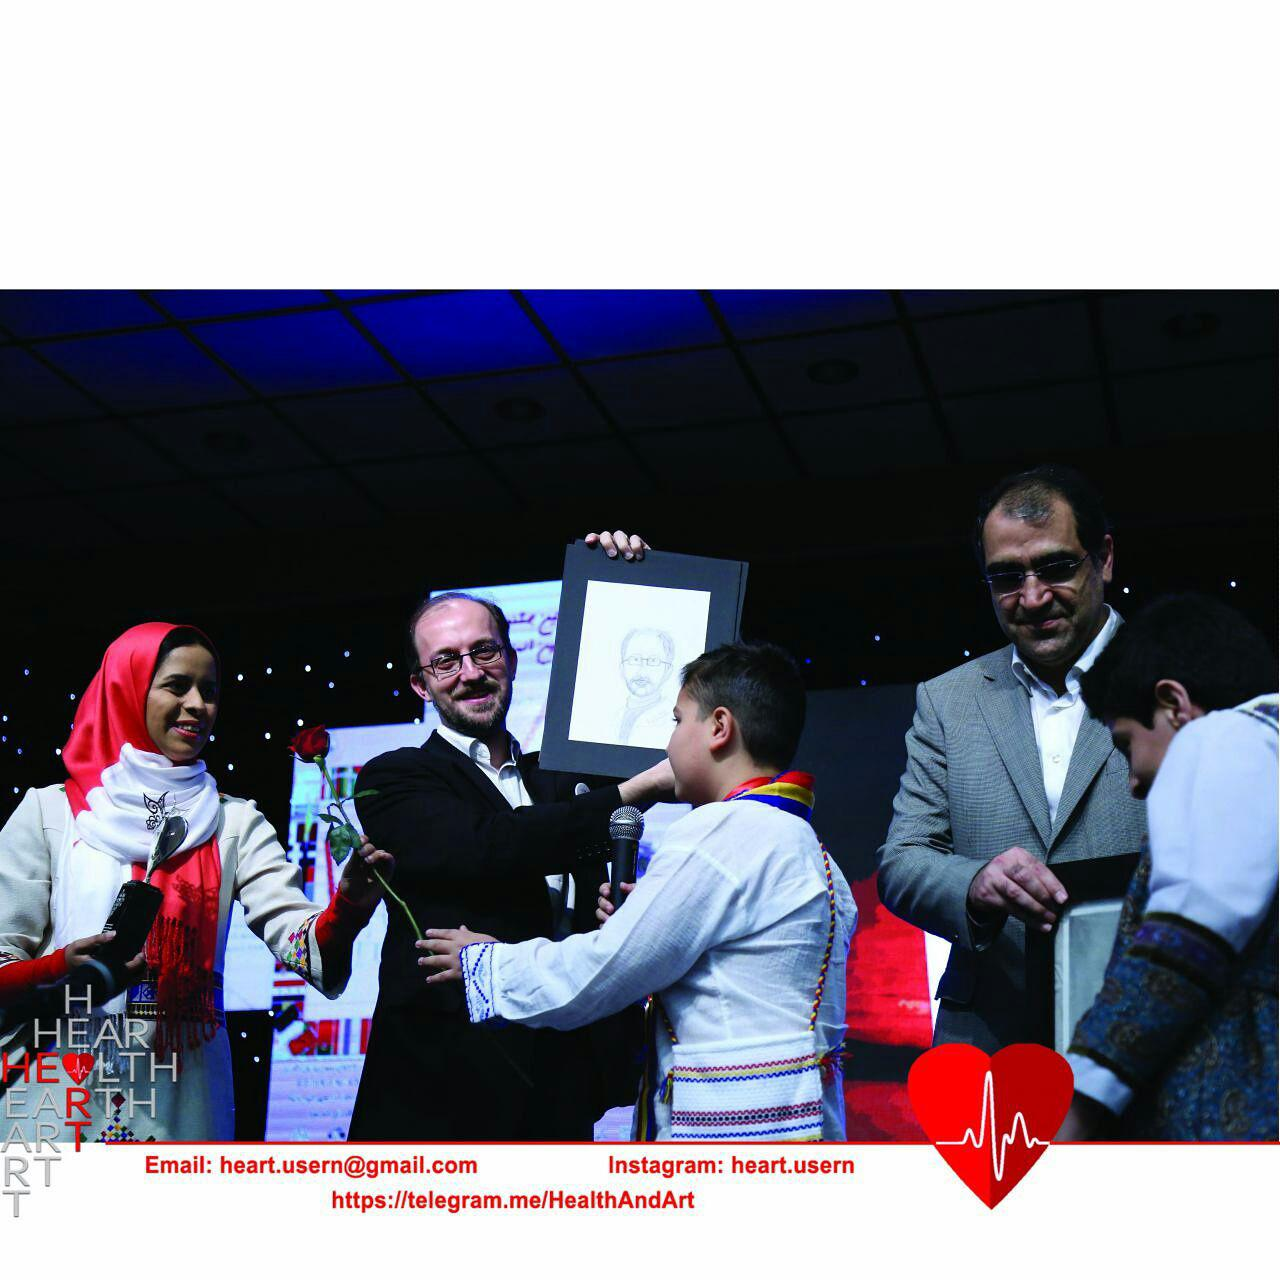 H
HEAR
HEALTH
EARTH
ART
RT
T
Email: heart.usern@gmail.com
Instagram: heart.usern
https://telegram.me/HealthAndArt